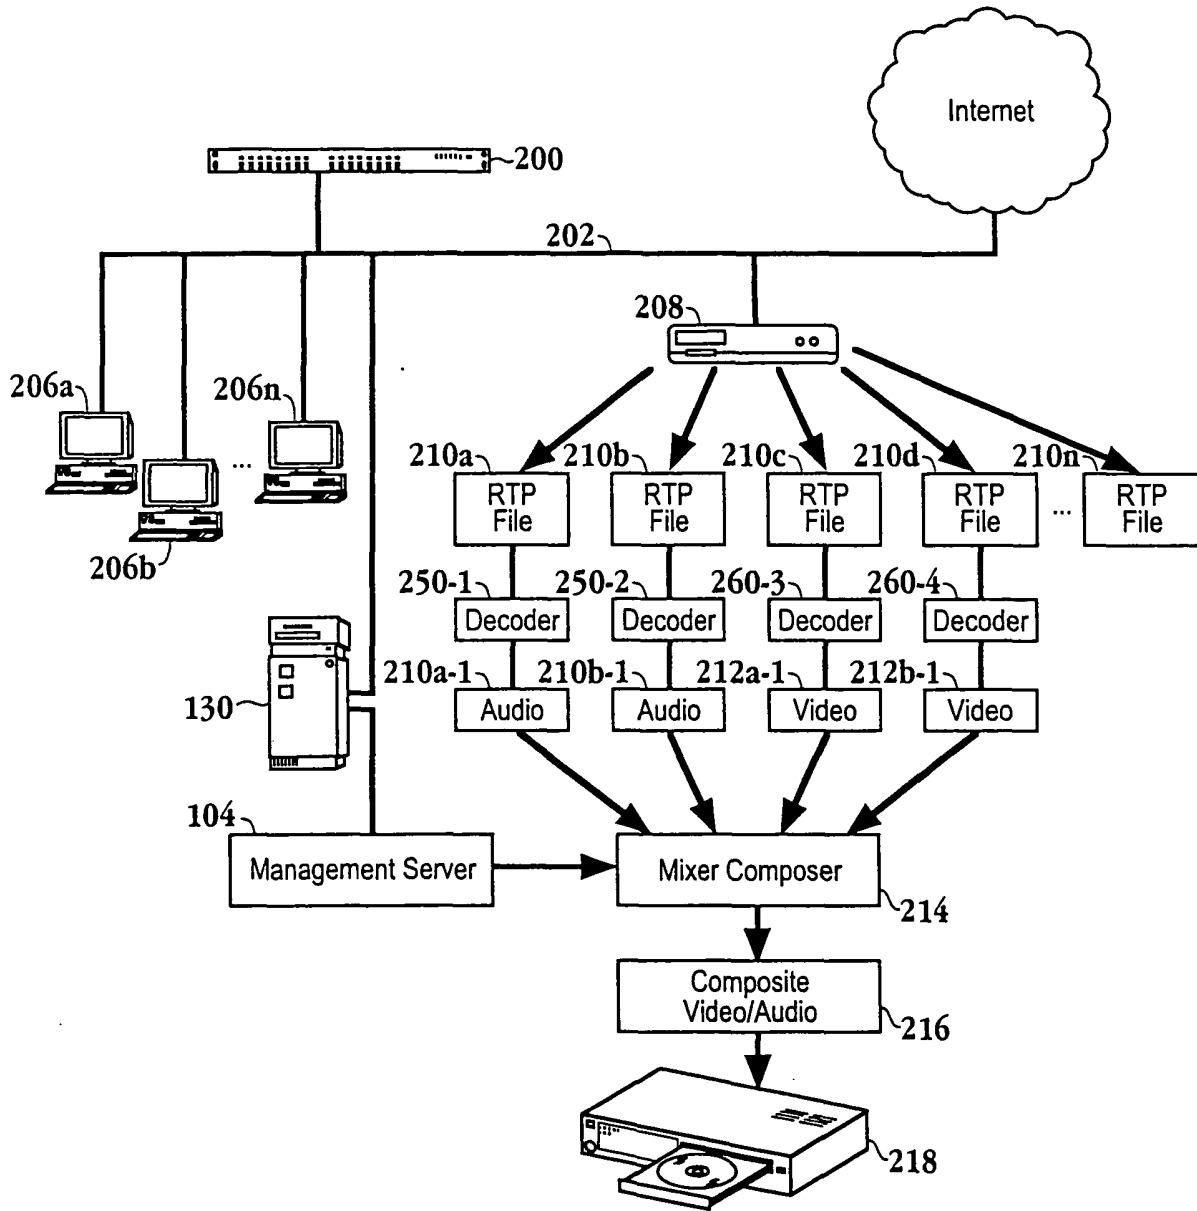 Internet
200
202
208
206a
206n
...
206b
210a
210b
210c
210d
210n
RTP
File
RTP
File
RTP
File
RTP
File
...
RTP
File
250-1
250-2
260-3
260-4
Decoder
Decoder
Decoder
Decoder
210a-1
210b-1
212a-1
212b-1
Audio
Audio
Video
Video
130
104
Management Server
Mixer Composer
214
Composite
Video/Audio
216
218